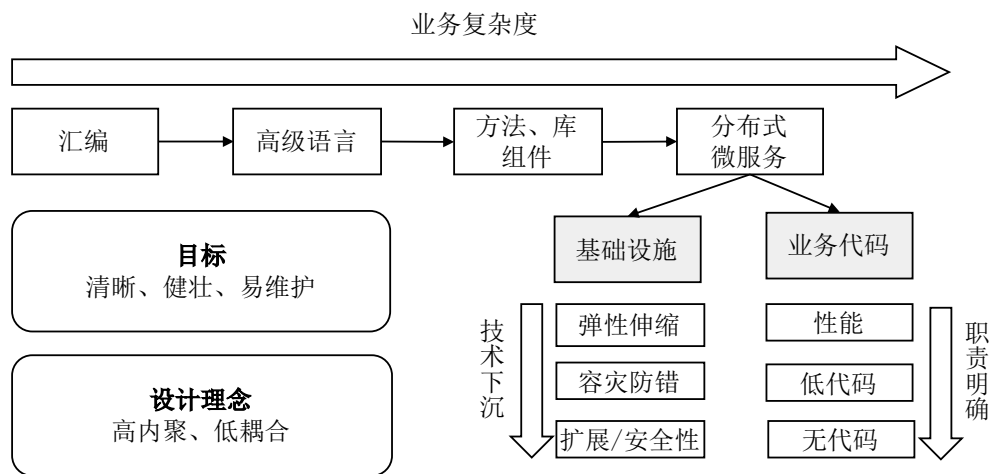 业务复杂度
汇编
高级语言
方法、库
组件
分布式
微服务
目标
清晰、健壮、易维护
设计理念
高内聚、低耦合
基础设施
业务代码
技术下沉
弹性伸缩
容灾防错
扩展/安全性
性能
低代码
无代码
职责明确